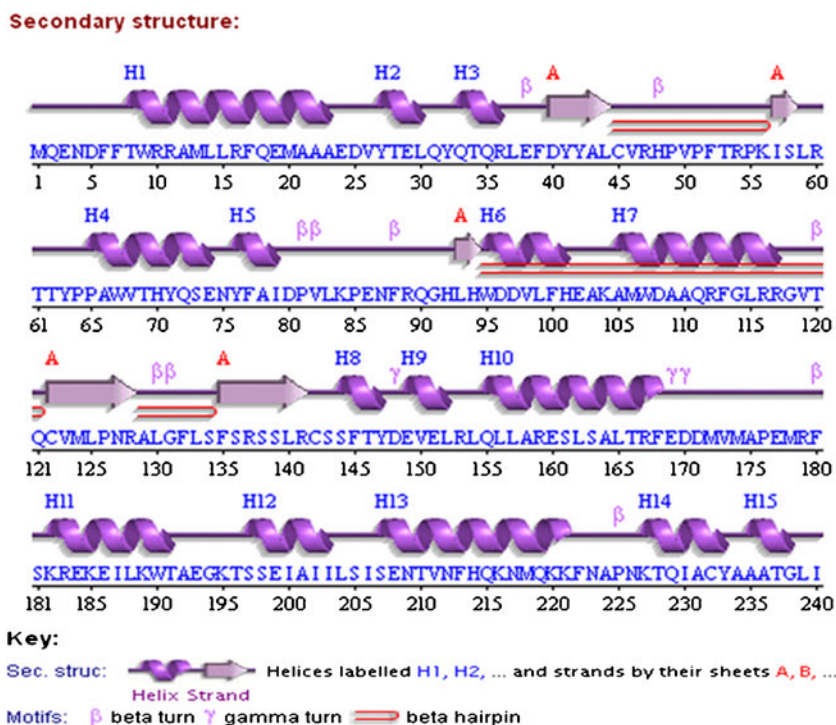 Secondary structure:
H1 H2 H3 β A β A
MQENDFFTWRRAMLLRFQEMAAAEDVYTELQYQTQRLEFDYYALCVRHPVPFTRPKISLR
1 5 10 15 20 25 30 35 40 45 50 55 60
H4 H5 ββ β A H6 H7 β
TTYPPAWVTHYQSENYFAIDPVLKPENFRQGHLHWDDVLFHEAKAMWDAAQRFGLRRGVT
61 65 70 75 80 85 90 95 100 105 110 115 120
A ββ A H8 γ H9 H10 γγ β
QCVMLPNRALGFLSFSRSSLRCSSFTYDEVELRLQLLARESLSALTRFEDDMVMAPEMRF
121 125 130 135 140 145 150 155 160 165 170 175 180
H11 H12 H13 β H14 H15
SKREKEILKWTAEGKTSSEIAIILSISENTVNFHQKNMQKKFNAPNKTQIACYAAATGLI
181 185 190 195 200 205 210 215 220 225 230 235 240
Key:
Sec. struc: Helices labelled H1, H2, ... and strands by their sheets A, B, ...
Helix Strand
Motifs: β beta turn γ gamma turn beta hairpin